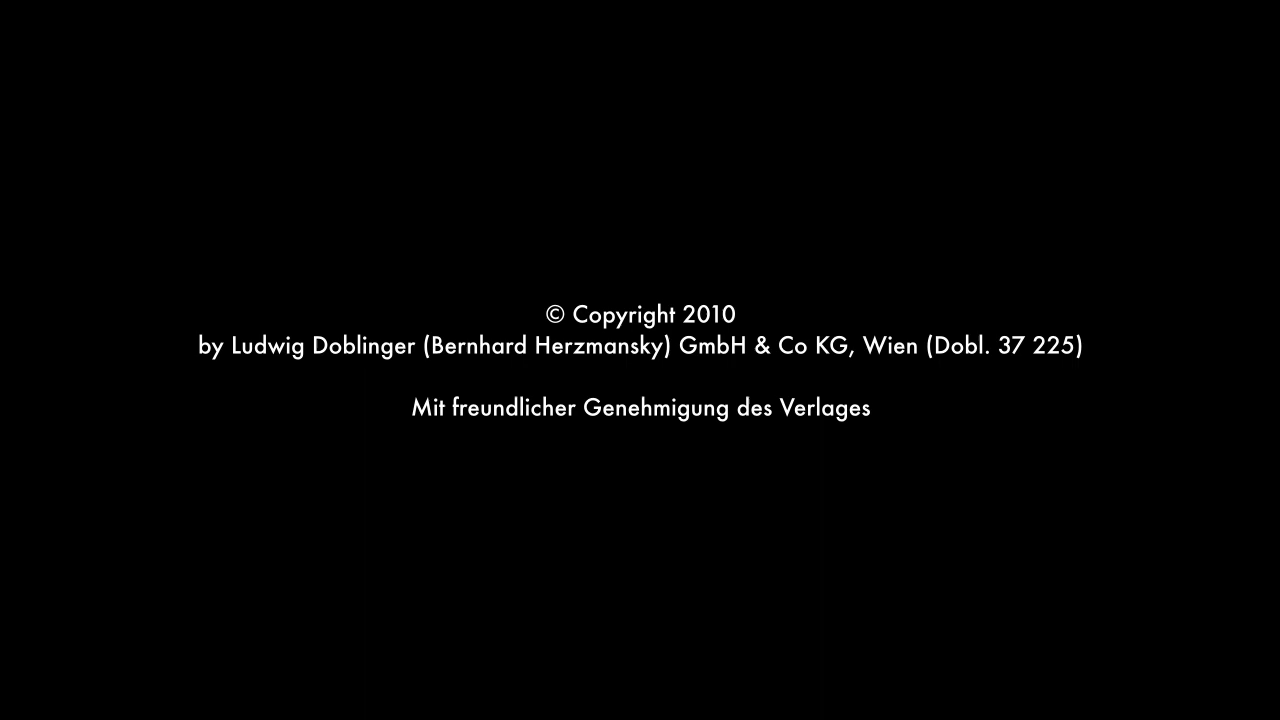 © Copyright 2010
by Ludwig Doblinger (Bernhard Herzmansky) GmbH & Co KG, Wien (Dobl. 37 225)
Mit freundlicher Genehmigung des Verlages